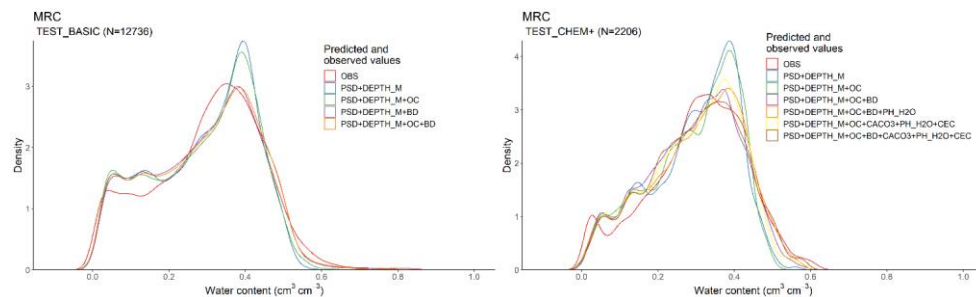 MRC
TEST_BASIC (N=12736)
Density
3
2
1
0
0.0 0.2 0.4 0.6 0.8 1.0
Water content (cm³ cm³)
Predicted and
observed values
OBS
PSD+DEPTH_M
PSD+DEPTH_M+OC
PSD+DEPTH_M+BD
PSD+DEPTH_M+OC+BD
MRC
TEST_CHEM+ (N=2206)
Density
4
3
2
1
0
0.0 0.2 0.4 0.6 0.8 1.0
Water content (cm³ cm³)
Predicted and
observed values
OBS
PSD+DEPTH_M
PSD+DEPTH_M+OC
PSD+DEPTH_M+OC+BD
PSD+DEPTH_M+OC+BD+PH_H2O
PSD+DEPTH_M+OC+CACO3+PH_H2O+CEC
PSD+DEPTH_M+OC+BD+CACO3+PH_H2O+CEC